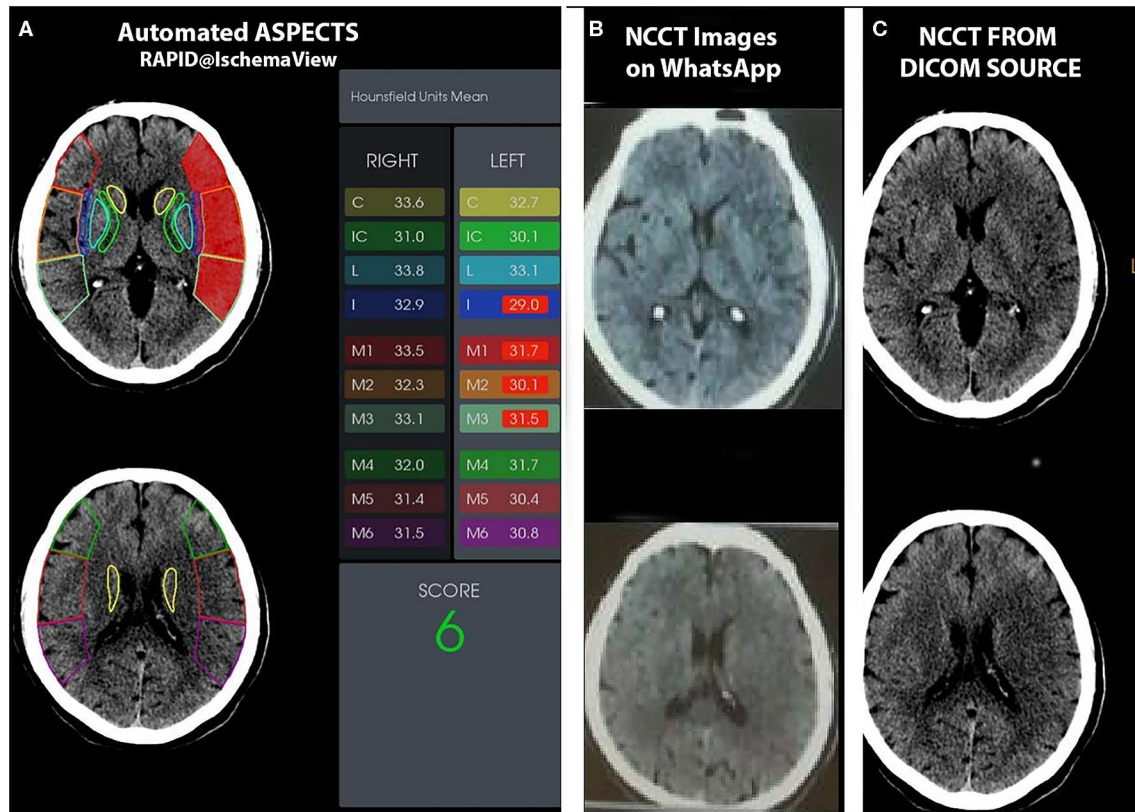 A
Automated ASPECTS
RAPID@IschemaView
Hounsfield Units Mean
RIGHT LEFT
C 33.6 C 32.7
IC 31.0 IC 30.1
L 33.8 L 33.1
I 32.9 I 29.0
M1 33.5 M1 31.7
M2 32.3 M2 30.1
M3 33.1 M3 31.5
M4 32.0 M4 31.7
M5 31.4 M5 30.4
M6 31.5 M6 30.8
SCORE
6
B
NCCT Images
on WhatsApp
C
NCCT FROM
DICOM SOURCE